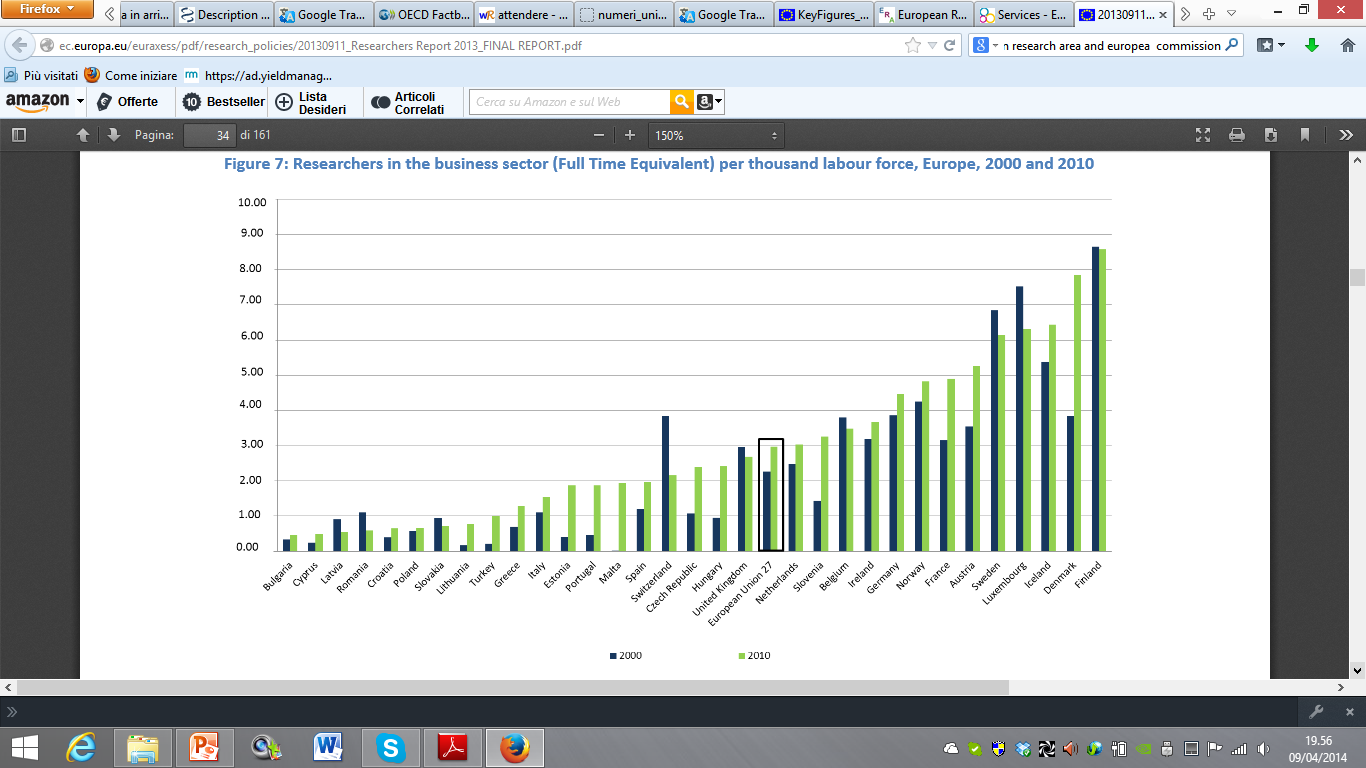 Firefox
a in arri...
Description ...
Google Tra...
OECD Factb...
attendere - ...
numeri_uni...
Google Tra...
KeyFigures_...
European R...
Services - E...
20130911...
ec.europa.eu/euraxess/pdf/research_policies/20130911_Researchers Report 2013_FINAL REPORT.pdf
n research area and europea commission
Più visitati
Come iniziare
https://ad.yieldmanag...
amazon
Offerte
10 Bestseller
Lista Desideri
Articoli Correlati
Cerca su Amazon e sul Web
Pagina: 34 di 161
150%
Figure 7: Researchers in the business sector (Full Time Equivalent) per thousand labour force, Europe, 2000 and 2010
10.00
9.00
8.00
7.00
6.00
5.00
4.00
3.00
2.00
1.00
0.00
Bulgaria
Cyprus
Latvia
Romania
Croatia
Poland
Slovakia
Lithuania
Turkey
Greece
Italy
Estonia
Portugal
Malta
Spain
Switzerland
Czech Republic
Hungary
United Kingdom
European Union 27
Netherlands
Slovenia
Belgium
Ireland
Germany
Norway
France
Austria
Sweden
Luxembourg
Iceland
Denmark
Finland
2000
2010
19.56
09/04/2014